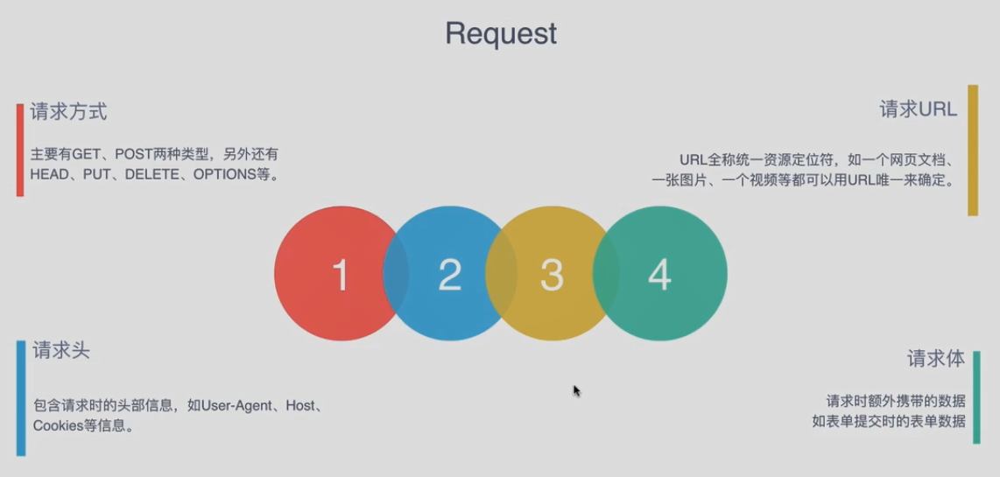 Request
请求方式
主要有GET、POST两种类型，另外还有
HEAD、PUT、DELETE、OPTIONS等。
请求URL
URL全称统一资源定位符，如一个网页文档、
一张图片、一个视频等都可以用URL唯一来确定。
1
2
3
4
请求头
包含请求时的头部信息，如User-Agent、Host、
Cookies等信息。
请求体
请求时额外携带的数据
如表单提交时的表单数据